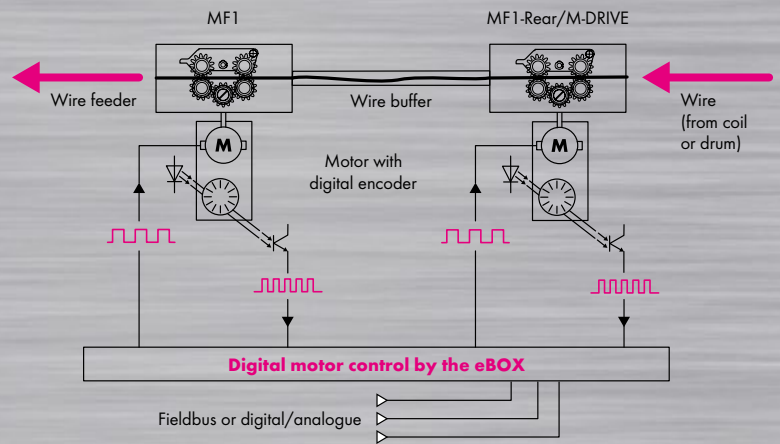 MF1
MF1-Rear/M-DRIVE
Wire feeder
Wire buffer
Wire
(from coil
or drum)
M
M
Motor with
digital encoder
Digital motor control by the eBOX
Fieldbus or digital/analogue